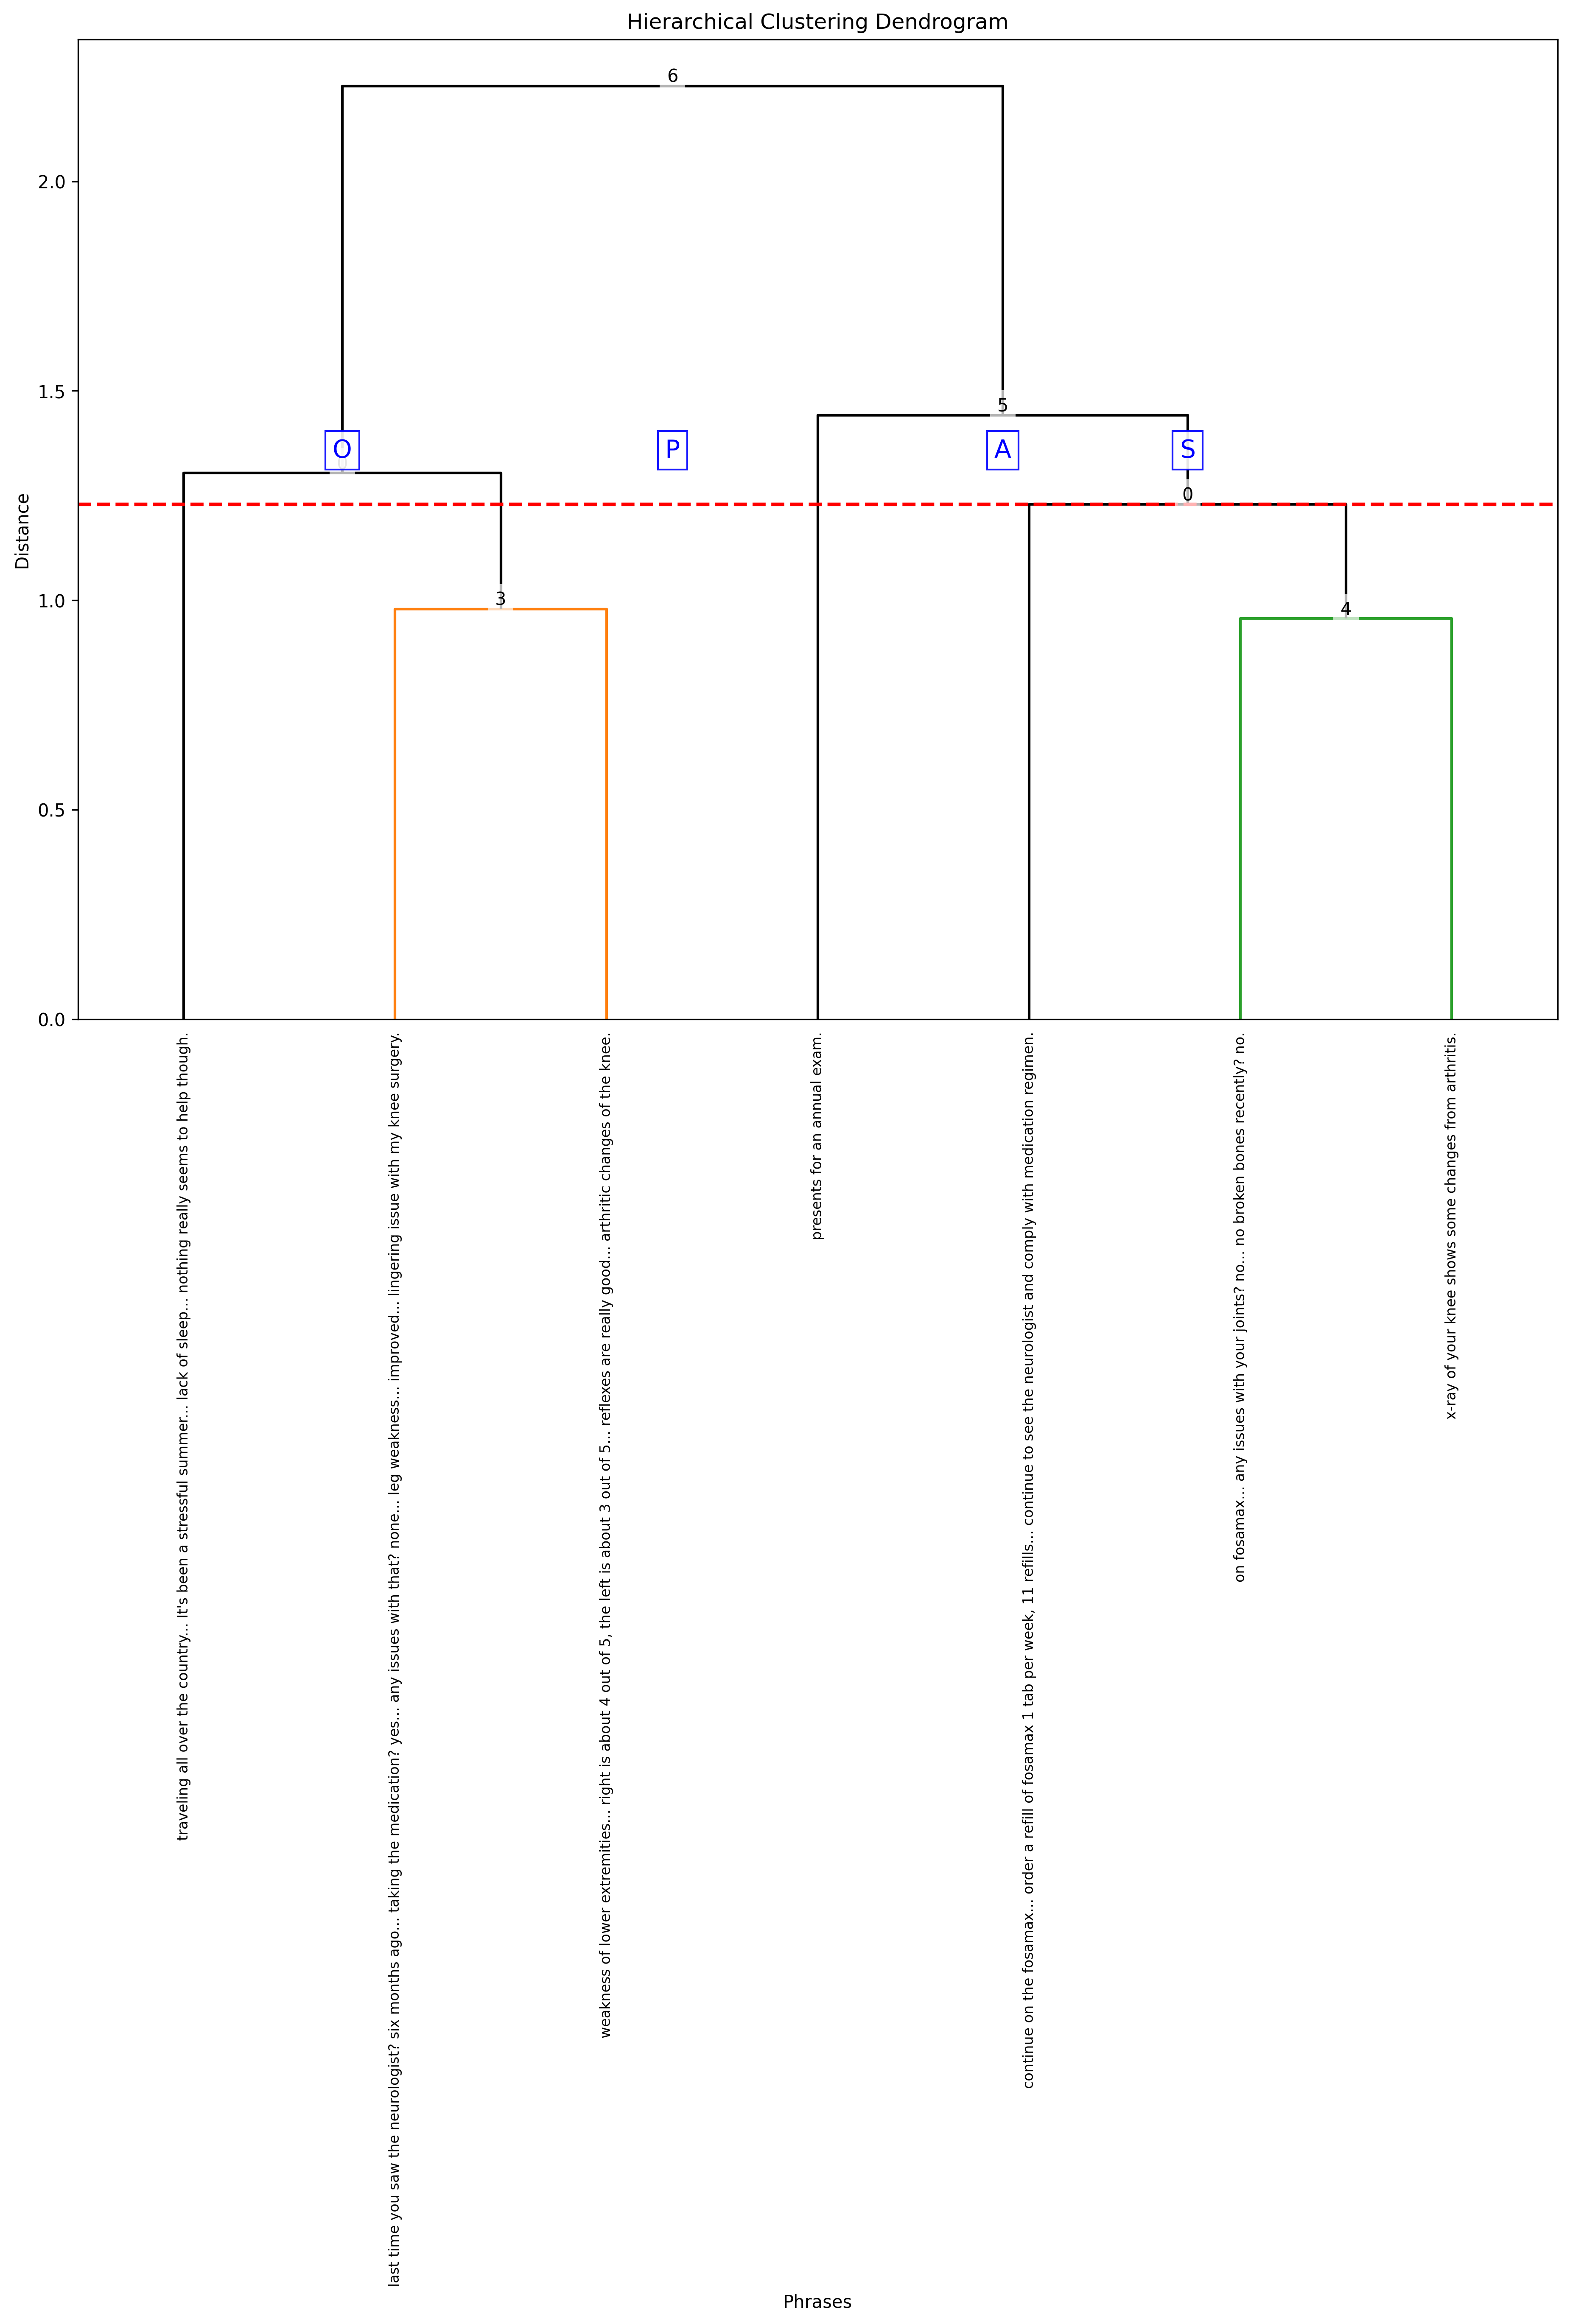 Hierarchical Clustering Dendrogram
6
2.0
1.5
5
O
P
A
S
0
Distance
1.0
3
4
0.5
0.0
traveling all over the country... It's been a stressful summer... lack of sleep... nothing really seems to help though.
last time you saw the neurologist? six months ago... taking the medication? yes... any issues with that? none... leg weakness... improved... lingering issue with my knee surgery.
weakness of lower extremities... right is about 4 out of 5, the left is about 3 out of 5... reflexes are really good... arthritic changes of the knee.
presents for an annual exam.
continue on the fosamax... order a refill of fosamax 1 tab per week, 11 refills... continue to see the neurologist and comply with medication regimen.
on fosamax... any issues with your joints? no... no broken bones recently? no.
x-ray of your knee shows some changes from arthritis.
Phrases